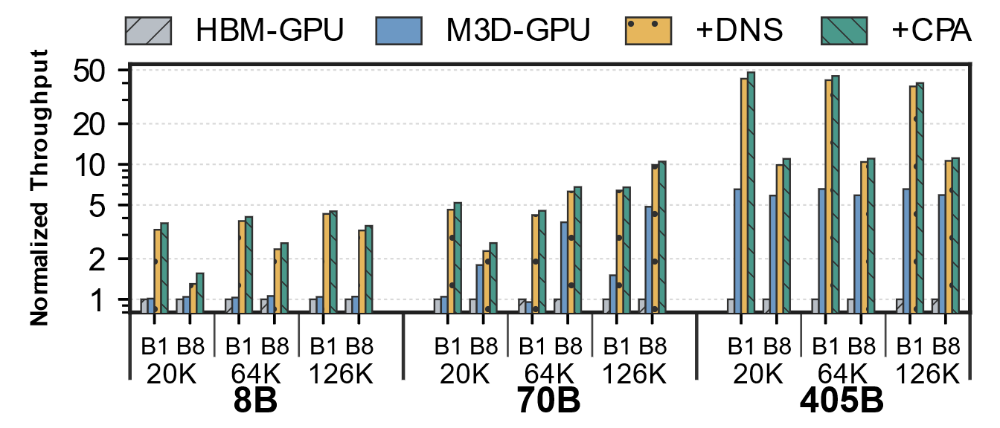 HBM-GPU M3D-GPU +DNS +CPA
Normalized Throughput
50
20
10
5
2
1
B1 B8 B1 B8 B1 B8 B1 B8 B1 B8 B1 B8 B1 B8 B1 B8 B1 B8
20K 64K 126K 20K 64K 126K 20K 64K 126K
8B 70B 405B